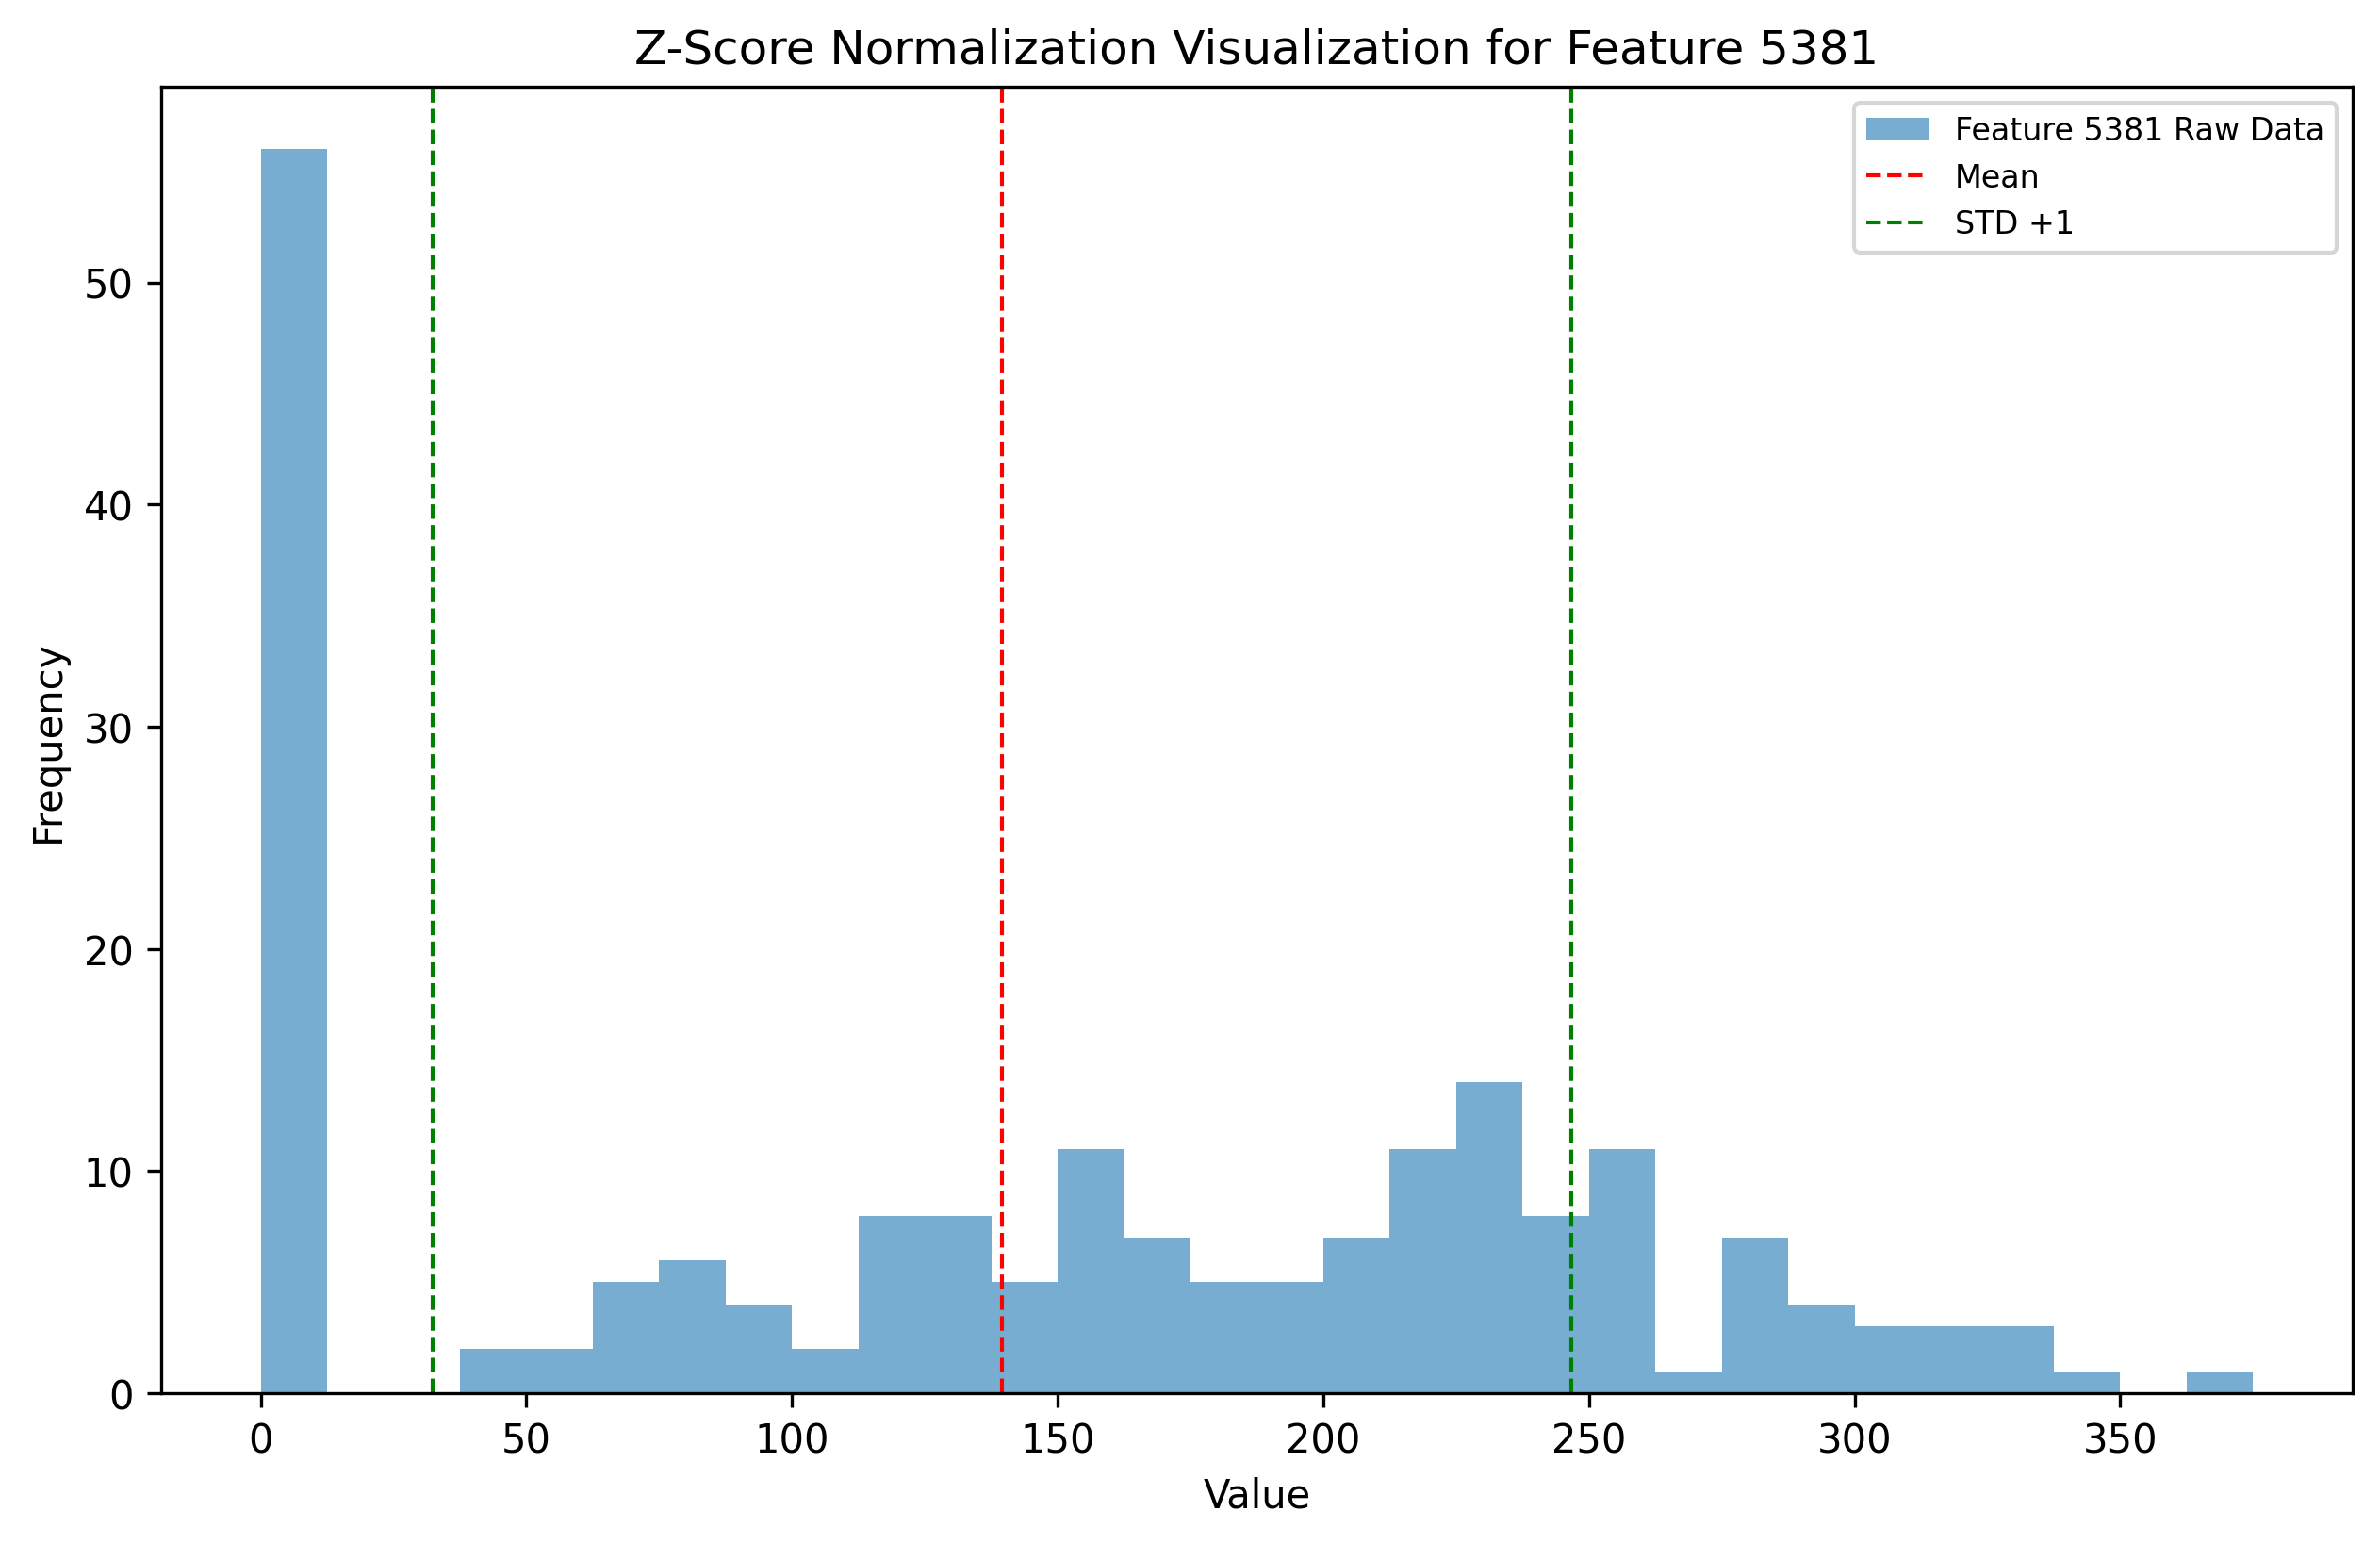 Z-Score Normalization Visualization for Feature 5381
Feature 5381 Raw Data
Mean
STD +1
Frequency
50
40
30
20
10
0
0 50 100 150 200 250 300 350
Value